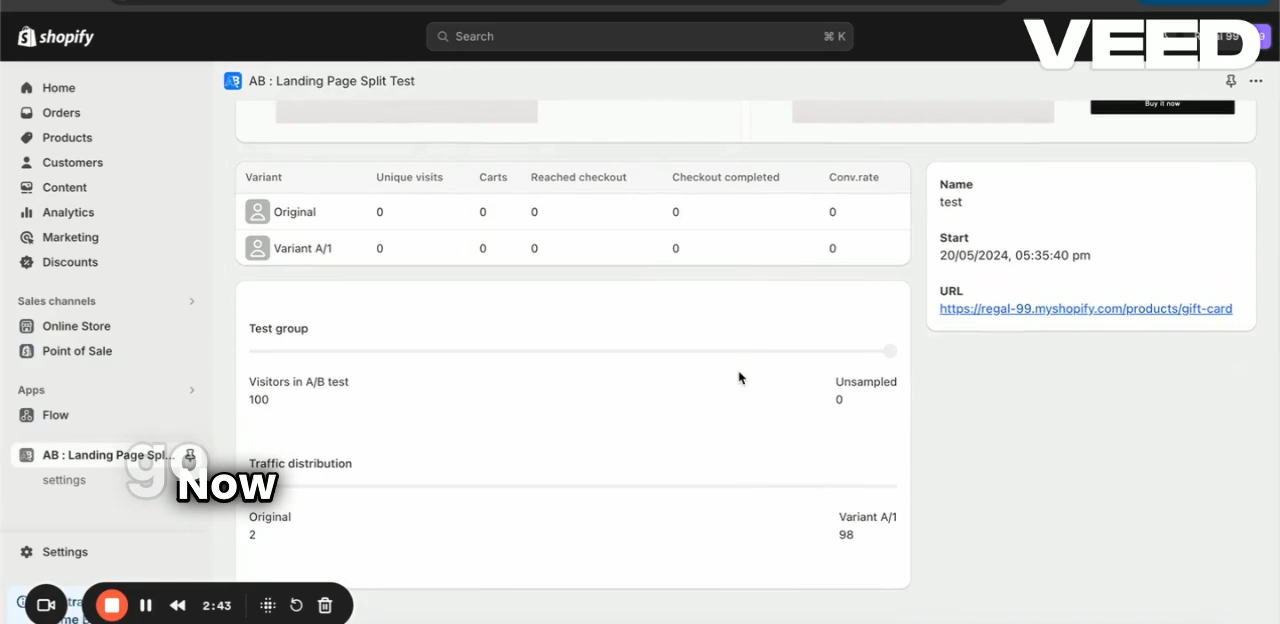 shopify
Search
⌘ K
VEED
AB : Landing Page Split Test
Home
Orders
Products
Customers
Content
Analytics
Marketing
Discounts
Sales channels
Online Store
Point of Sale
Apps
Flow
AB : Landing Page Spl...
settings
Settings
Buy it now
Variant Unique visits Carts Reached checkout Checkout completed Conv.rate
Original 0 0 0 0 0
Variant A/1 0 0 0 0 0
Name
test
Start
20/05/2024, 05:35:40 pm
URL
https://regal-99.myshopify.com/products/gift-card
Test group
Visitors in A/B test Unsampled
100 0
Traffic distribution
Original Variant A/1
2 98
go
Now
2:43